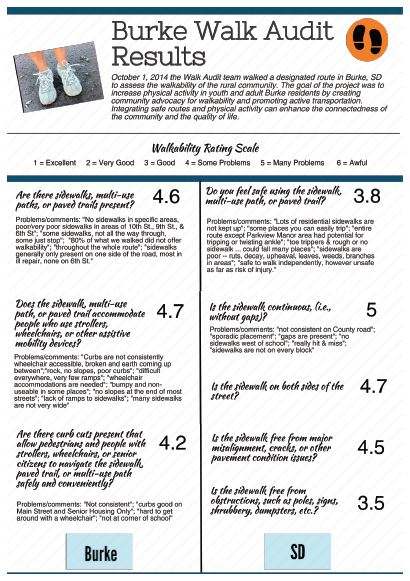 Burke Walk Audit
Results
October 1, 2014 the Walk Audit team walked a designated route in Burke, SD
to assess the walkability of the rural community. The goal of the project was to
increase physical activity in youth and adult Burke residents by creating
community advocacy for walkability and promoting active transportation.
Integrating safe routes and physical activity can enhance the connectedness of
the community and the quality of life.
Walkability Rating Scale
1 = Excellent 2 = Very Good 3 = Good 4 = Some Problems 5 = Many Problems 6 = Awful
Are there sidewalks, multi-use
paths, or paved trails present?
4.6
Problems/comments: "No sidewalks in specific areas,
poor/very poor sidewalks in areas of 10th St., 9th St., &
6th St"; "some sidewalks, not all the way through,
some just stop"; "80% of what we walked did not offer
walkability"; "throughout the whole route"; "sidewalks
generally only present on one side of the road, most in
ill repair, none on 6th St."
Does the sidewalk, multi-use
path, or paved trail accommodate
people who use strollers,
wheelchairs, or other assistive
mobility devices?
4.7
Problems/comments: "Curbs are not consistently
wheelchair accessible, broken and earth coming up
between"; "rock, no slopes, poor curbs"; "difficult
everywhere, very few ramps"; "wheelchair
accommodations are needed"; "bumpy and non-
useable in some places"; "no slopes at the end of most
streets"; "lack of ramps to sidewalks"; "many sidewalks
are not very wide"
Are there curb cuts present that
allow pedestrians and people with
strollers, wheelchairs, or senior
citizens to navigate the sidewalk,
paved trail, or multi-use path
safely and conveniently?
4.2
Problems/comments: "Not consistent"; "curbs good on
Main Street and Senior Housing Only"; "hard to get
around with a wheelchair"; "not at corner of school"
Burke
Do you feel safe using the sidewalk,
multi-use path, or paved trail?
3.8
Problems/comments: "Lots of residential sidewalks are
not kept up"; "some places you can easily trip"; "entire
route except Parkview Manor area had potential for
tripping or twisting ankle"; "toe trippers & rough or no
sidewalk ... could fall many places"; "sidewalks are
poor -- ruts, decay, upheaval, leaves, weeds, branches
in areas"; "safe to walk independently, however unsafe
as far as risk of injury."
Is the sidewalk continuous, (i.e.,
without gaps)?
5
Problems/comments: "not consistent on County road";
"sporadic placement"; "gaps are present"; "no
sidewalks west of school"; "really hit & miss";
"sidewalks are not on every block"
Is the sidewalk on both sides of the
street?
4.7
Is the sidewalk free from major
misalignment, cracks, or other
pavement condition issues?
4.5
Is the sidewalk free from
obstructions, such as poles, signs,
shrubbery, dumpsters, etc.?
3.5
SD